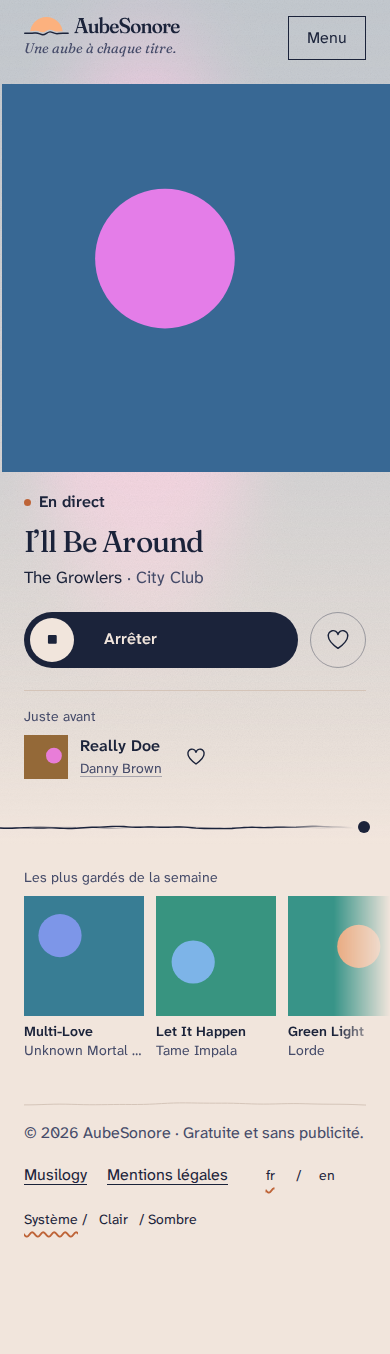 AubeSonore
Une aube à chaque titre.
Menu
En direct
I’ll Be Around
The Growlers · City Club
Arrêter
Juste avant
Really Doe
Danny Brown
Les plus gardés de la semaine
Multi-Love
Unknown Mortal ...
Let It Happen
Tame Impala
Green Light
Lorde
© 2026 AubeSonore · Gratuite et sans publicité.
Musilogy Mentions légales fr / en
Système / Clair / Sombre